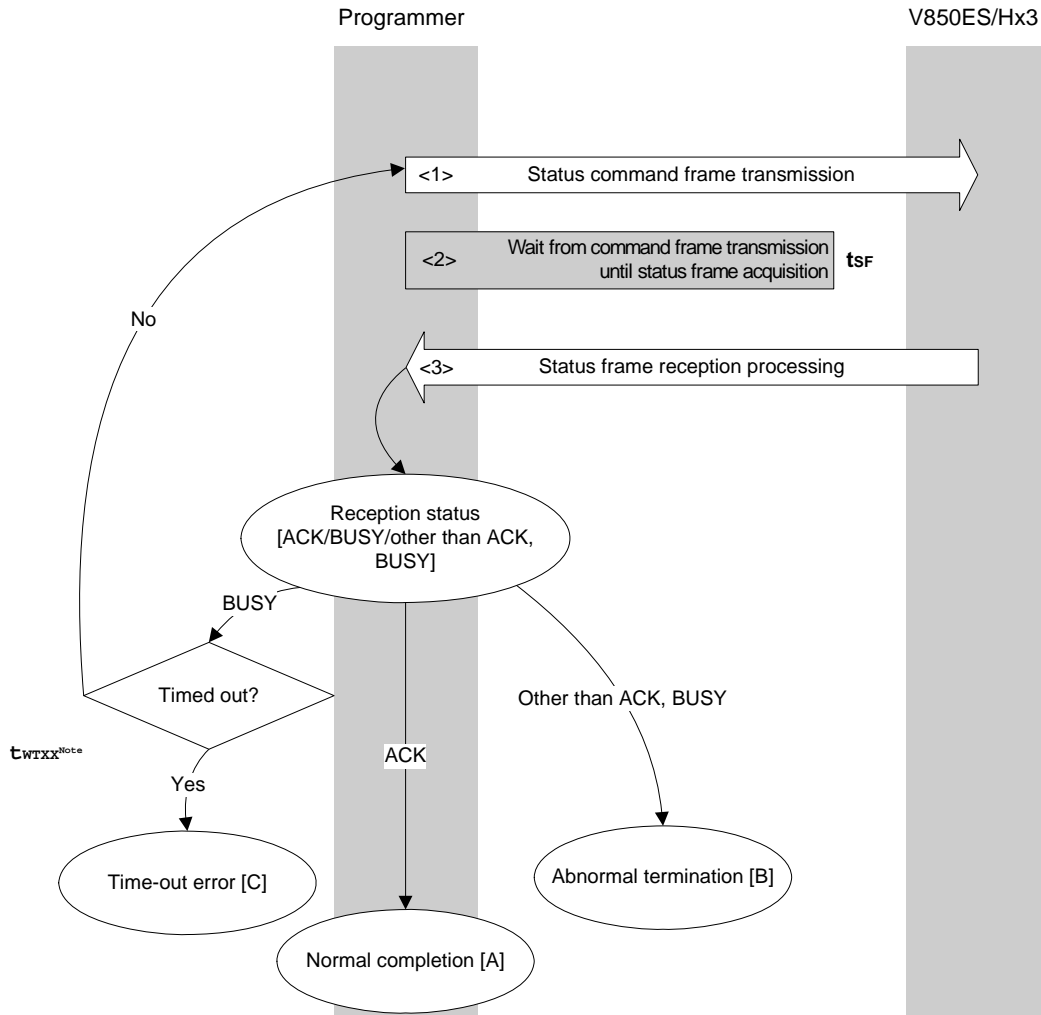 Programmer
V850ES/Hx3
<1> Status command frame transmission
<2> Wait from command frame transmission
until status frame acquisition
tSF
No
<3> Status frame reception processing
Reception status
[ACK/BUSY/other than ACK,
BUSY]
BUSY
Timed out?
Other than ACK, BUSY
tWTXX Note
ACK
Yes
Time-out error [C]
Abnormal termination [B]
Normal completion [A]